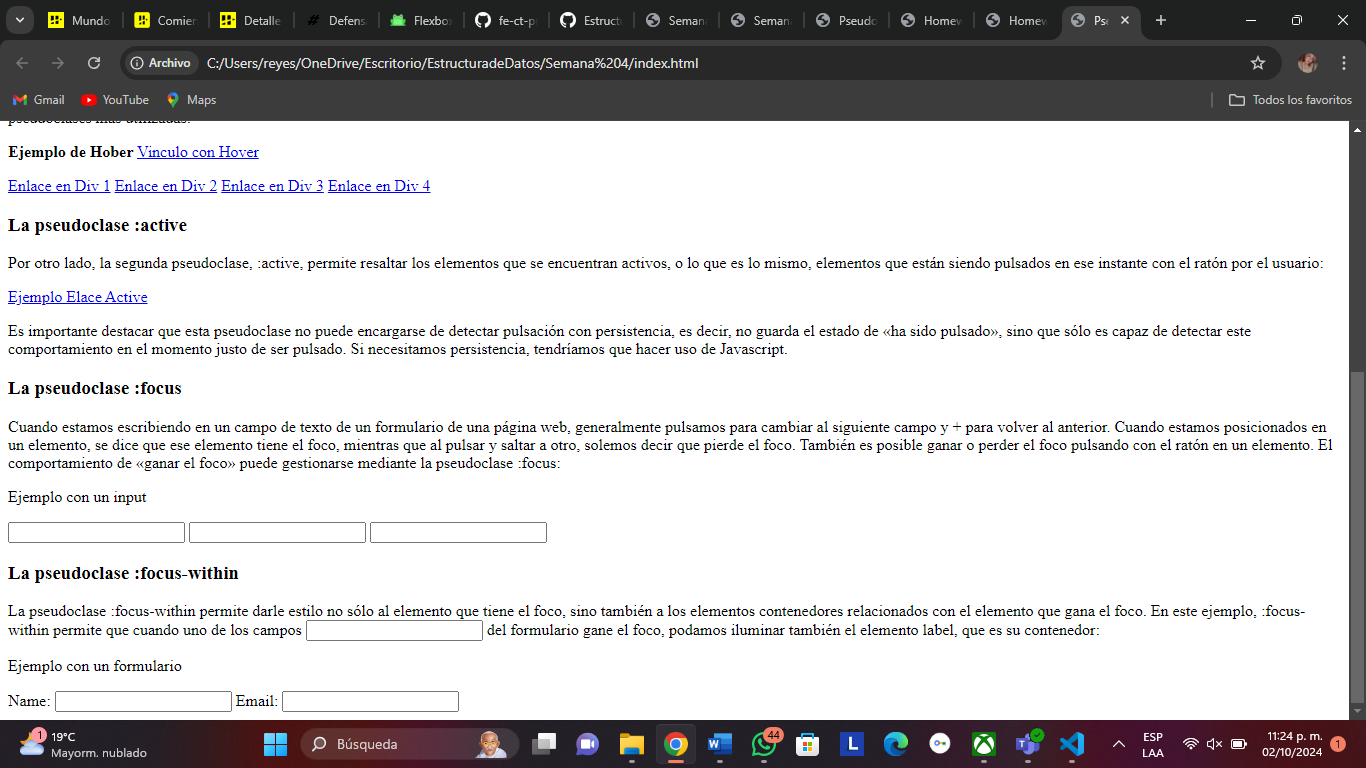 Mundo
Comien
Detalle
Defens
Flexbo
fe-ct-p
Estruct
Seman
Seman
Pseudo
Homew
Homew
Pse
Archivo
C:/Users/reyes/OneDrive/Escritorio/EstructuradeDatos/Semana%204/index.html
Gmail
YouTube
Maps
Todos los favoritos
pseudoclases más utilizadas:
Ejemplo de Hober Vinculo con Hover
Enlace en Div 1 Enlace en Div 2 Enlace en Div 3 Enlace en Div 4
La pseudoclase :active
Por otro lado, la segunda pseudoclase, :active, permite resaltar los elementos que se encuentran activos, o lo que es lo mismo, elementos que están siendo pulsados en ese instante con el ratón por el usuario:
Ejemplo Elace Active
Es importante destacar que esta pseudoclase no puede encargarse de detectar pulsación con persistencia, es decir, no guarda el estado de «ha sido pulsado», sino que sólo es capaz de detectar este
comportamiento en el momento justo de ser pulsado. Si necesitamos persistencia, tendríamos que hacer uso de Javascript.
La pseudoclase :focus
Cuando estamos escribiendo en un campo de texto de un formulario de una página web, generalmente pulsamos para cambiar al siguiente campo y + para volver al anterior. Cuando estamos posicionados en
un elemento, se dice que ese elemento tiene el foco, mientras que al pulsar y saltar a otro, solemos decir que pierde el foco. También es posible ganar o perder el foco pulsando con el ratón en un elemento. El
comportamiento de «ganar el foco» puede gestionarse mediante la pseudoclase :focus:
Ejemplo con un input
La pseudoclase :focus-within
La pseudoclase :focus-within permite darle estilo no sólo al elemento que tiene el foco, sino también a los elementos contenedores relacionados con el elemento que gana el foco. En este ejemplo, :focus-
within permite que cuando uno de los campos del formulario gane el foco, podamos iluminar también el elemento label, que es su contenedor:
Ejemplo con un formulario
Name: Email:
1
19°C
Mayorm. nublado
Búsqueda
44
ESP
LAA
11:24 p. m.
02/10/2024
1